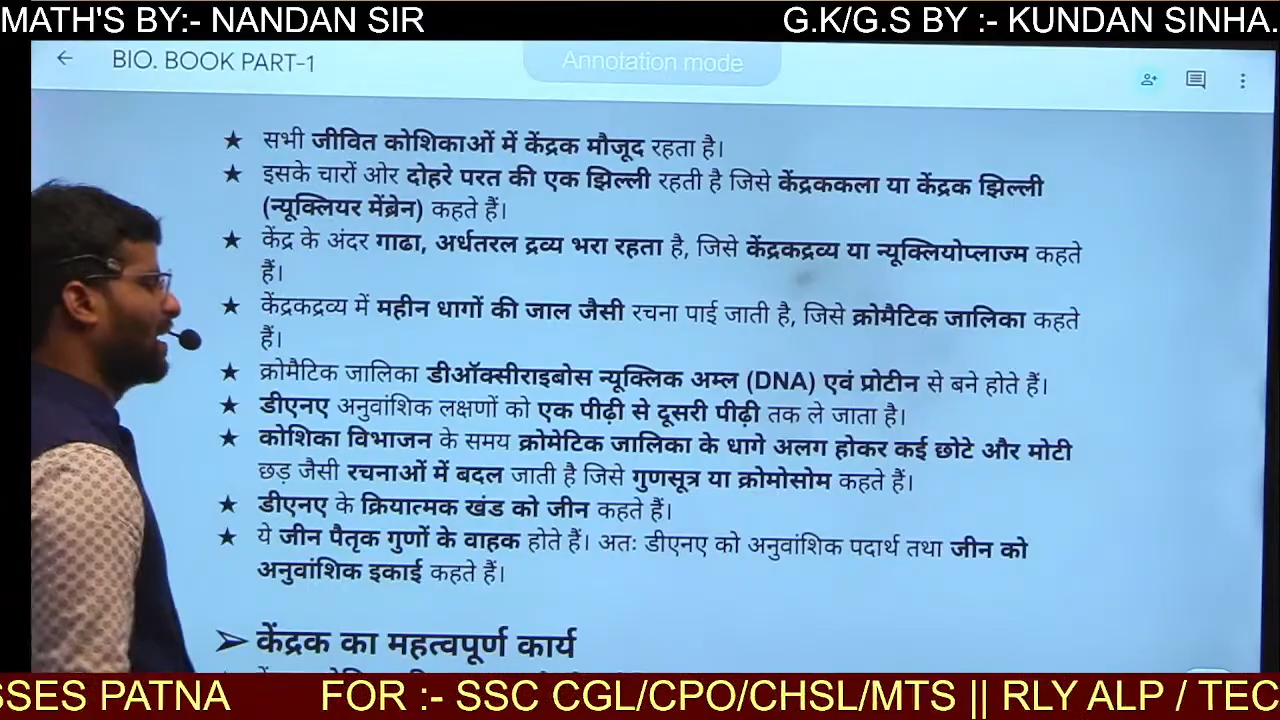 MATH'S BY:- NANDAN SIR
G.K/G.S BY :- KUNDAN SINHA.
BIO. BOOK PART-1
Annotation mode
★ सभी जीवित कोशिकाओं में केंद्रक मौजूद रहता है।
★ इसके चारों ओर दोहरे परत की एक झिल्ली रहती है जिसे केंद्रककला या केंद्रक झिल्ली
(न्यूक्लियर मेंब्रेन) कहते हैं।
★ केंद्र के अंदर गाढा, अर्धतरल द्रव्य भरा रहता है, जिसे केंद्रकद्रव्य या न्यूक्लियोप्लाज्म कहते
हैं।
★ केंद्रकद्रव्य में महीन धागों की जाल जैसी रचना पाई जाती है, जिसे क्रोमैटिक जालिका कहते
हैं।
★ क्रोमैटिक जालिका डीऑक्सीराइबोस न्यूक्लिक अम्ल (DNA) एवं प्रोटीन से बने होते हैं।
★ डीएनए अनुवांशिक लक्षणों को एक पीढ़ी से दूसरी पीढ़ी तक ले जाता है।
★ कोशिका विभाजन के समय क्रोमेटिक जालिका के धागे अलग होकर कई छोटे और मोटी
छड़ जैसी रचनाओं में बदल जाती है जिसे गुणसूत्र या क्रोमोसोम कहते हैं।
★ डीएनए के क्रियात्मक खंड को जीन कहते हैं।
★ ये जीन पैतृक गुणों के वाहक होते हैं। अतः डीएनए को अनुवांशिक पदार्थ तथा जीन को
अनुवांशिक इकाई कहते हैं।
➢ केंद्रक का महत्वपूर्ण कार्य
SSES PATNA FOR :- SSC CGL/CPO/CHSL/MTS || RLY ALP / TEC